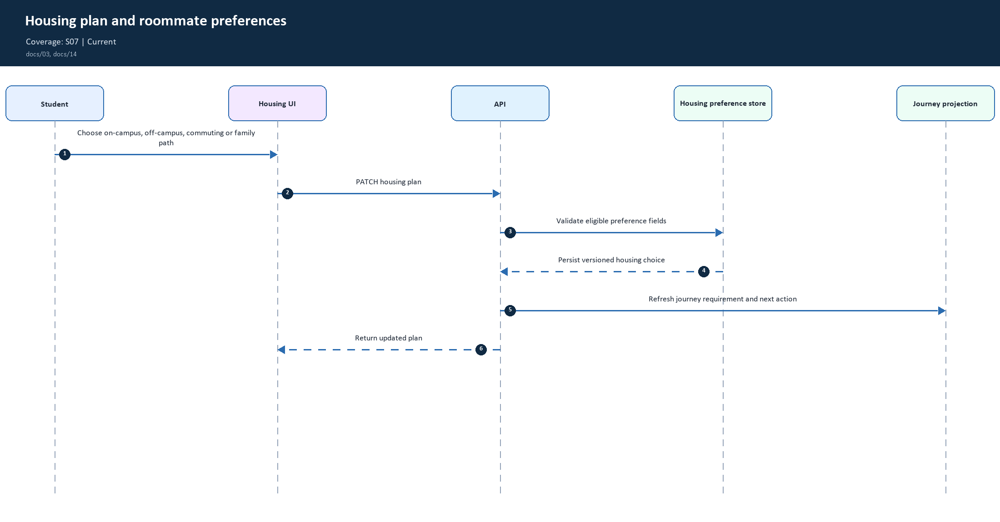 Housing plan and roommate preferences
Coverage: S07 | Current
docs/03, docs/14
Student
Housing UI
API
Housing preference store
Journey projection
Choose on-campus, off-campus, commuting or family
path
1
PATCH housing plan
2
Validate eligible preference fields
3
Persist versioned housing choice
4
Refresh journey requirement and next action
5
Return updated plan
6